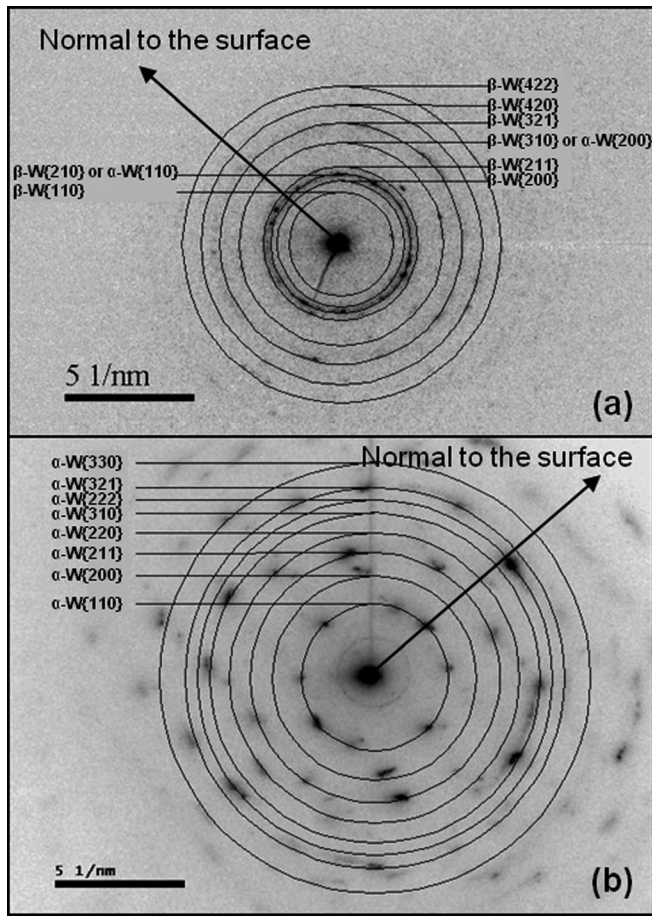 Normal to the surface
β-W{422}
β-W{420}
β-W{321}
β-W{310} or α-W{200}
β-W{211}
β-W{210} or α-W{110}
β-W{200}
β-W{110}
5 1/nm
(a)
Normal to the surface
α-W{330}
α-W{321}
α-W{222}
α-W{310}
α-W{220}
α-W{211}
α-W{200}
α-W{110}
5 1/nm
(b)